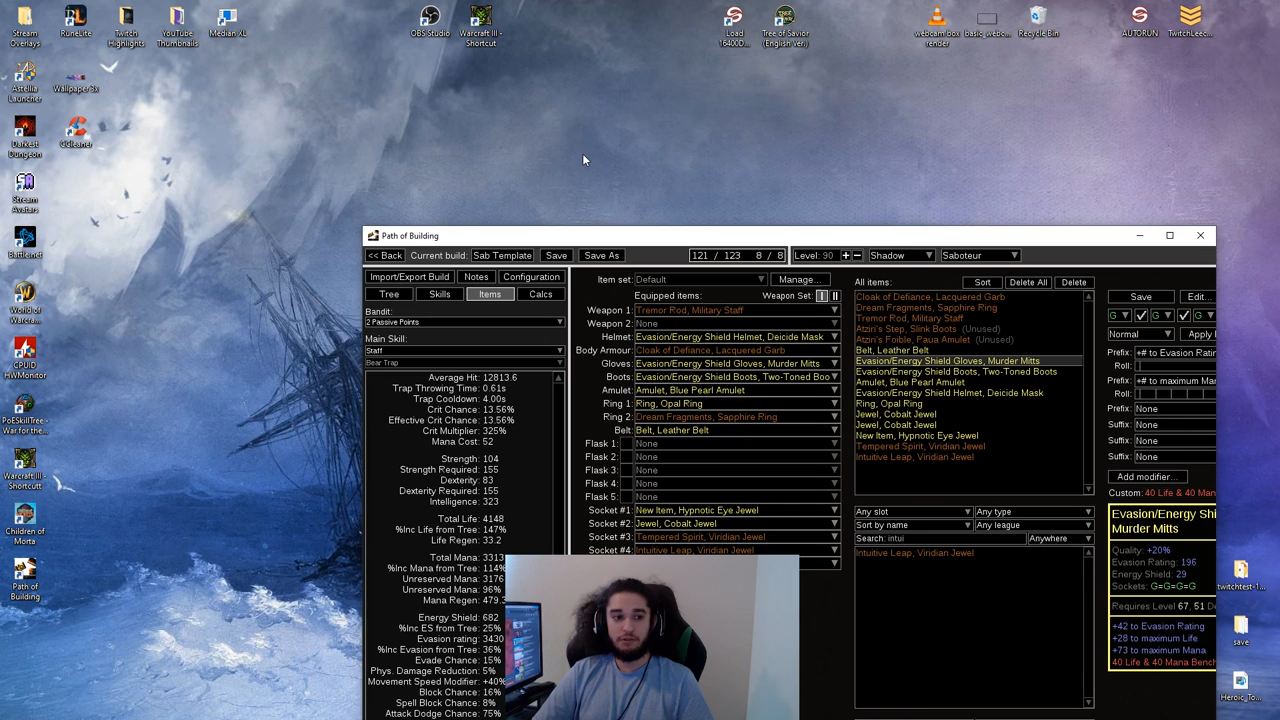 Stream Overlays
RuneLite
Twitch Highlights
YouTube Thumbnails
Median XL
OBS Studio
Warcraft III - Shortcut
Load 16400D...
Tree of Savior (English Ver.)
webcam box render
basic_webc...
Recycle Bin
AUTORUN
TwitchLeec...
Astellia Launcher
Wallpaper3x
Darkest Dungeon
CCleaner
Stream Avatars
Battle.net
World of Warcra...
CPUID HWMonitor
PoESkillTree - War for the...
Warcraft III - Shortcutt
Children of Morta
Path of Building
twitchtest-1...
save
Heroic_To...
Path of Building
<< Back
Current build:
Sab Template
Save
Save As
121 / 123 8 / 8
Level: 90
+
−
Shadow
Saboteur
Import/Export Build
Notes
Configuration
Tree
Skills
Items
Calcs
Bandit:
2 Passive Points
Main Skill:
Staff
Bear Trap
Average Hit: 12813.6
Trap Throwing Time: 0.61s
Trap Cooldown: 4.00s
Crit Chance: 13.56%
Effective Crit Chance: 13.56%
Crit Multiplier: 325%
Mana Cost: 52
Strength: 104
Strength Required: 155
Dexterity: 83
Dexterity Required: 155
Intelligence: 323
Total Life: 4148
%Inc Life from Tree: 147%
Life Regen: 33.2
Total Mana: 3313
%Inc Mana from Tree: 114%
Unreserved Mana: 3176
Unreserved Mana: 96%
Mana Regen: 479.
Energy Shield: 682
%Inc ES from Tree: 25%
Evasion rating: 3430
%Inc Evasion from Tree: 36%
Evade Chance: 15%
Phys. Damage Reduction: 5%
Movement Speed Modifier: +40%
Block Chance: 16%
Spell Block Chance: 8%
Attack Dodge Chance: 75%
Item set: Default
Manage...
Equipped items:
Weapon Set: I II
Weapon 1: Tremor Rod, Military Staff
Weapon 2: None
Helmet: Evasion/Energy Shield Helmet, Deicide Mask
Body Armour: Cloak of Defiance, Lacquered Garb
Gloves: Evasion/Energy Shield Gloves, Murder Mitts
Boots: Evasion/Energy Shield Boots, Two-Toned Boo
Amulet: Amulet, Blue Pearl Amulet
Ring 1: Ring, Opal Ring
Ring 2: Dream Fragments, Sapphire Ring
Belt: Belt, Leather Belt
Flask 1: None
Flask 2: None
Flask 3: None
Flask 4: None
Flask 5: None
Socket #1: New Item, Hypnotic Eye Jewel
Socket #2: Jewel, Cobalt Jewel
Socket #3: Tempered Spirit, Viridian Jewel
Socket #4: Intuitive Leap, Viridian Jewel
All items:
Sort
Delete All
Delete
Cloak of Defiance, Lacquered Garb
Dream Fragments, Sapphire Ring
Tremor Rod, Military Staff
Atziri's Step, Slink Boots (Unused)
Atziri's Foible, Paua Amulet (Unused)
Belt, Leather Belt
Evasion/Energy Shield Gloves, Murder Mitts
Evasion/Energy Shield Boots, Two-Toned Boots
Amulet, Blue Pearl Amulet
Evasion/Energy Shield Helmet, Deicide Mask
Ring, Opal Ring
Jewel, Cobalt Jewel
Jewel, Cobalt Jewel
New Item, Hypnotic Eye Jewel
Tempered Spirit, Viridian Jewel
Intuitive Leap, Viridian Jewel
Any slot
Any type
Sort by name
Any league
Search: intui
Anywhere
Intuitive Leap, Viridian Jewel
Save
Edit...
G G G
Normal
Apply
Prefix: +# to Evasion Ratin
Roll:
Prefix: +# to maximum Ma
Roll:
Prefix: None
Suffix: None
Suffix: None
Suffix: None
Add modifier...
Custom: 40 Life & 40 Man
Evasion/Energy Shi
Murder Mitts
Quality: +20%
Evasion Rating: 196
Energy Shield: 29
Sockets: G=G=G=G
Requires Level 67, 51 De
+42 to Evasion Rating
+28 to maximum Life
+73 to maximum Mana
40 Life & 40 Mana Bench